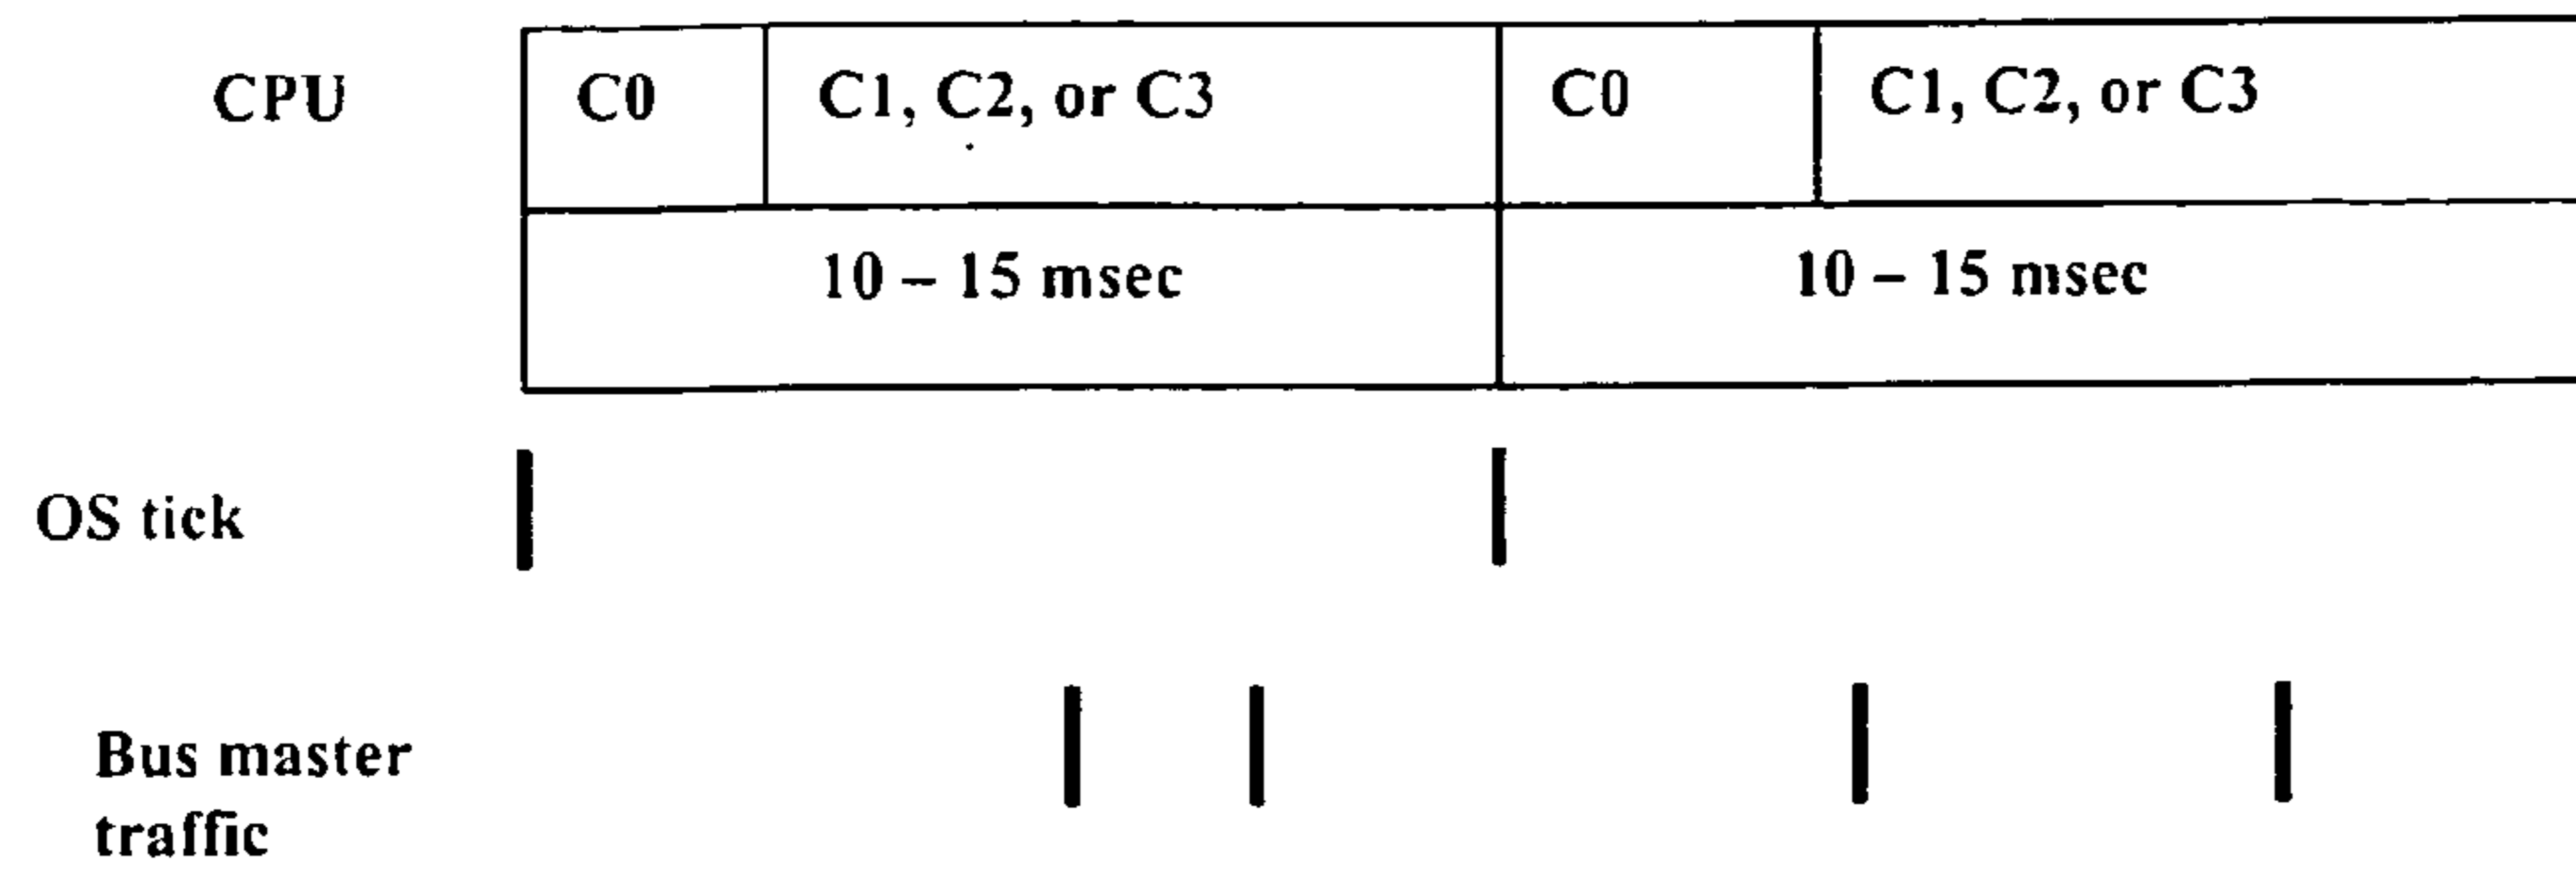 CPU
C0
C1, C2, or C3
C0
C1, C2, or C3
10 – 15 msec
10 – 15 msec
OS tick
Bus master
traffic